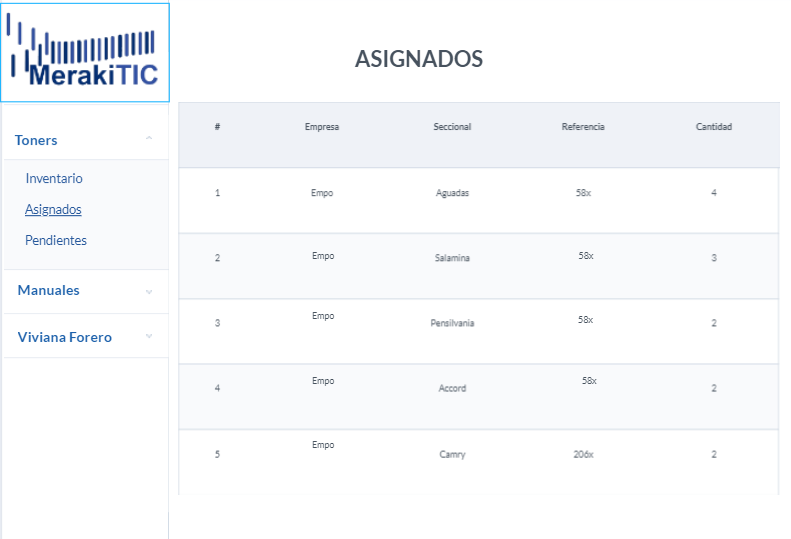 MerakiTIC
ASIGNADOS
Toners
Inventario
Asignados
Pendientes
Manuales
Viviana Forero
# Empresa Seccional Referencia Cantidad
1 Empo Aguadas 58x 4
2 Empo Salamina 58x 3
3 Empo Pensilvania 58x 2
4 Empo Accord 58x 2
5 Empo Camry 206x 2